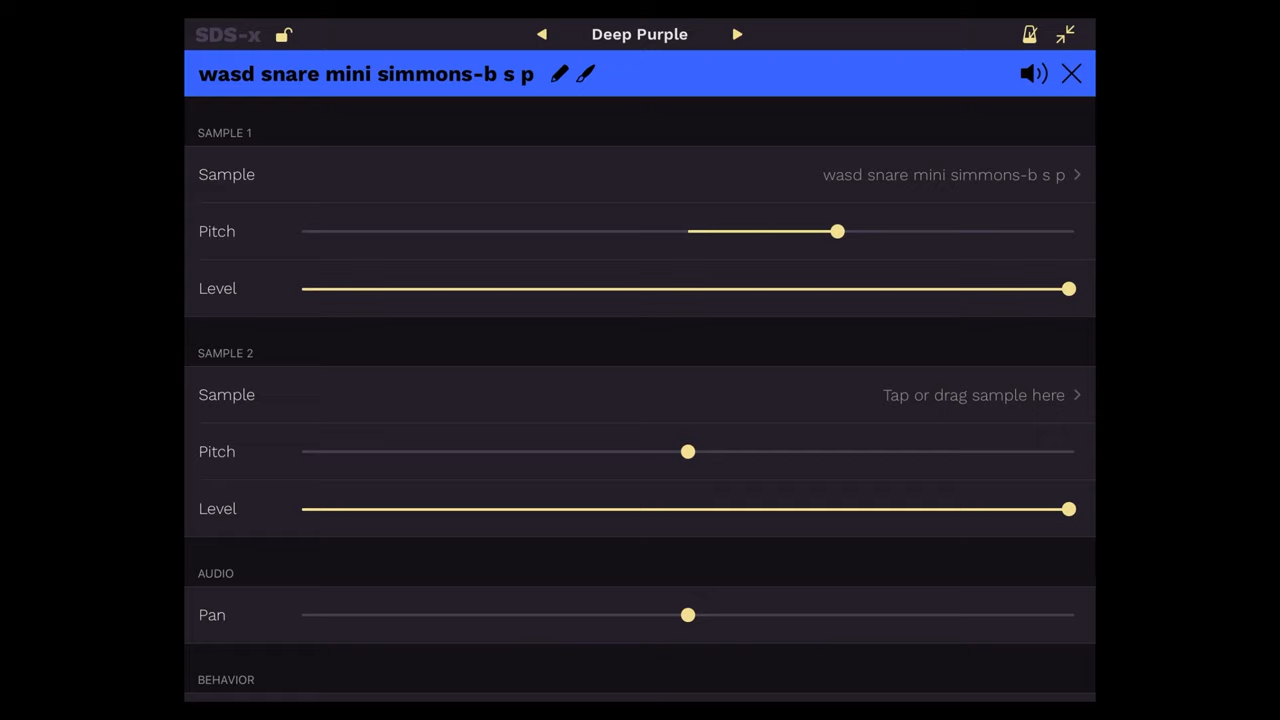 SDS-x
Deep Purple
wasd snare mini simmons-b s p
SAMPLE 1
Sample
wasd snare mini simmons-b s p
Pitch
Level
SAMPLE 2
Sample
Tap or drag sample here
Pitch
Level
AUDIO
Pan
BEHAVIOR